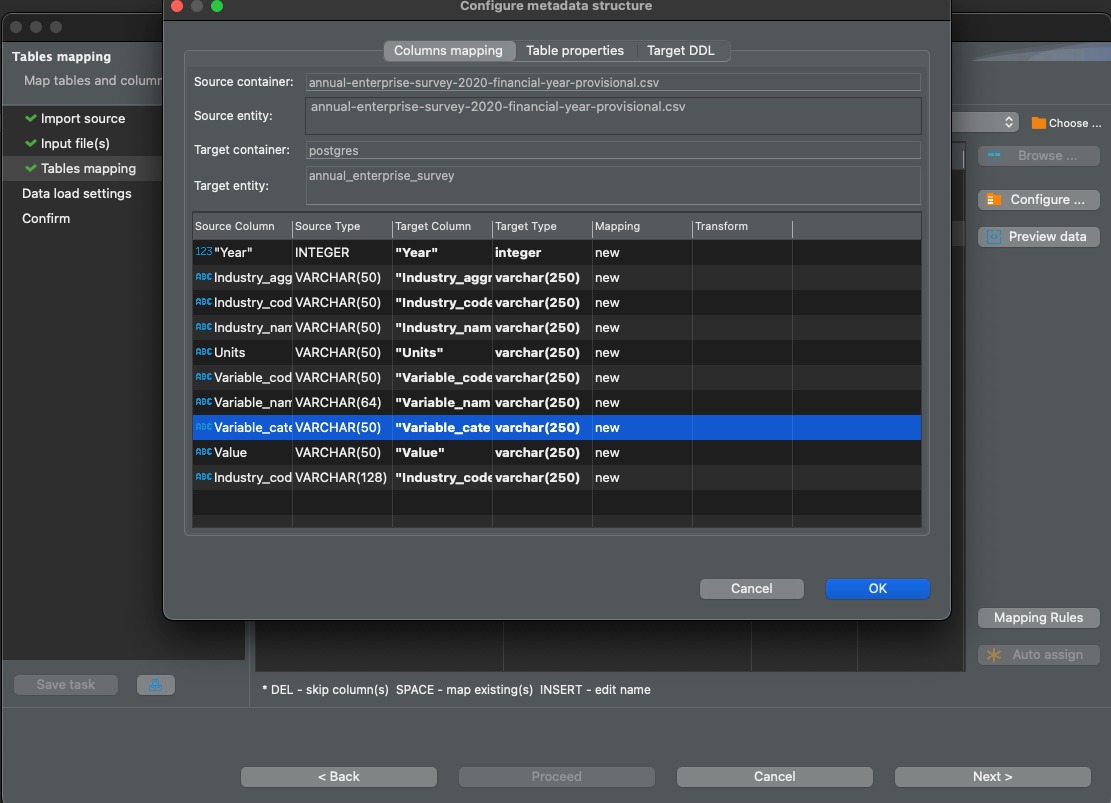 Configure metadata structure
Tables mapping
Map tables and column
Import source
Input file(s)
Tables mapping
Data load settings
Confirm
Columns mapping Table properties Target DDL
Source container: annual-enterprise-survey-2020-financial-year-provisional.csv
Source entity: annual-enterprise-survey-2020-financial-year-provisional.csv
Target container: postgres
Target entity: annual_enterprise_survey
Source Column Source Type Target Column Target Type Mapping Transform
123 "Year" INTEGER "Year" integer new
ABC Industry_agg VARCHAR(50) "Industry_aggr varchar(250) new
ABC Industry_cod VARCHAR(50) "Industry_code varchar(250) new
ABC Industry_nam VARCHAR(50) "Industry_nam varchar(250) new
ABC Units VARCHAR(50) "Units" varchar(250) new
ABC Variable_cod VARCHAR(50) "Variable_code varchar(250) new
ABC Variable_nam VARCHAR(64) "Variable_nam varchar(250) new
ABC Variable_cate VARCHAR(50) "Variable_cate varchar(250) new
ABC Value VARCHAR(50) "Value" varchar(250) new
ABC Industry_cod VARCHAR(128) "Industry_code varchar(250) new
Cancel OK
Choose ...
Browse ...
Configure ...
Preview data
Mapping Rules
Auto assign
Save task
* DEL - skip column(s) SPACE - map existing(s) INSERT - edit name
< Back Proceed Cancel Next >